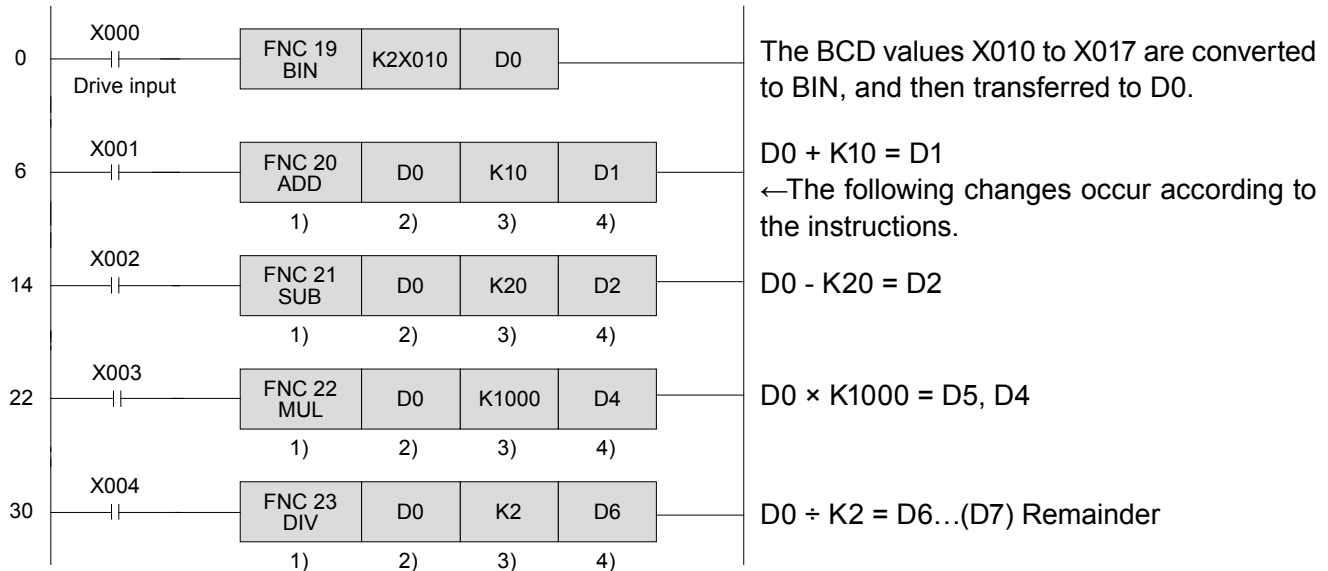 X000
0
Drive input
FNC 19
BIN
K2X010
D0
The BCD values X010 to X017 are converted
to BIN, and then transferred to D0.
X001
6
FNC 20
ADD
D0
K10
D1
1) 2) 3) 4)
D0 + K10 = D1
←The following changes occur according to
the instructions.
X002
14
FNC 21
SUB
D0
K20
D2
1) 2) 3) 4)
D0 - K20 = D2
X003
22
FNC 22
MUL
D0
K1000
D4
1) 2) 3) 4)
D0 × K1000 = D5, D4
X004
30
FNC 23
DIV
D0
K2
D6
1) 2) 3) 4)
D0 ÷ K2 = D6…(D7) Remainder